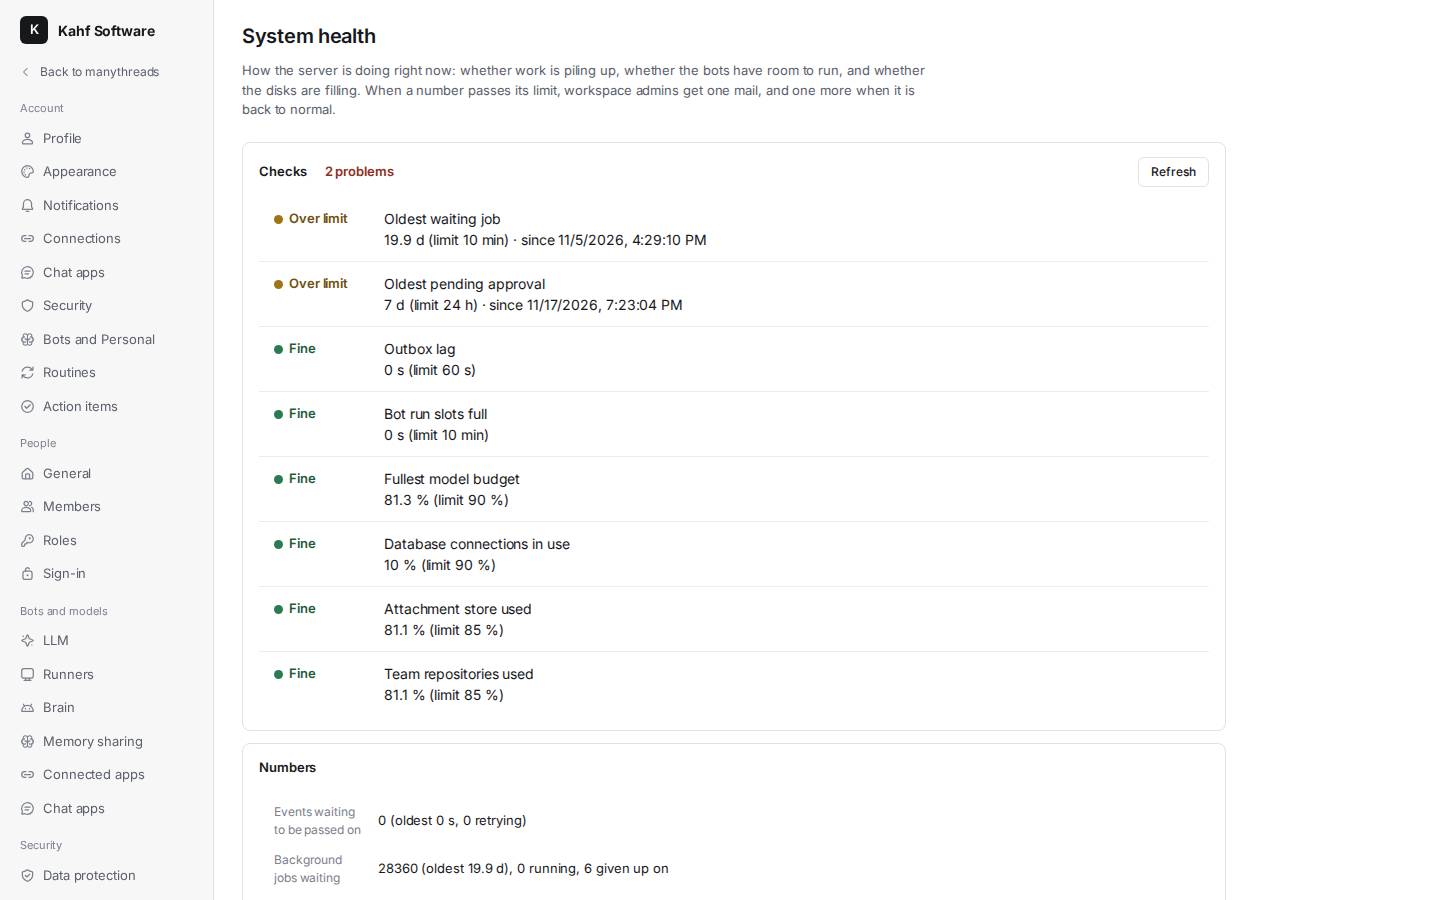 K
Kahf Software
Back to manythreads
Account
Profile
Appearance
Notifications
Connections
Chat apps
Security
Bots and Personal
Routines
Action items
People
General
Members
Roles
Sign-in
Bots and models
LLM
Runners
Brain
Memory sharing
Connected apps
Chat apps
Security
Data protection
System health
How the server is doing right now: whether work is piling up, whether the bots have room to run, and whether
the disks are filling. When a number passes its limit, workspace admins get one mail, and one more when it is
back to normal.
Checks 2 problems
Refresh
Over limit
Oldest waiting job
19.9 d (limit 10 min) · since 11/5/2026, 4:29:10 PM
Over limit
Oldest pending approval
7 d (limit 24 h) · since 11/17/2026, 7:23:04 PM
Fine
Outbox lag
0 s (limit 60 s)
Fine
Bot run slots full
0 s (limit 10 min)
Fine
Fullest model budget
81.3 % (limit 90 %)
Fine
Database connections in use
10 % (limit 90 %)
Fine
Attachment store used
81.1 % (limit 85 %)
Fine
Team repositories used
81.1 % (limit 85 %)
Numbers
Events waiting
to be passed on
0 (oldest 0 s, 0 retrying)
Background
jobs waiting
28360 (oldest 19.9 d), 0 running, 6 given up on